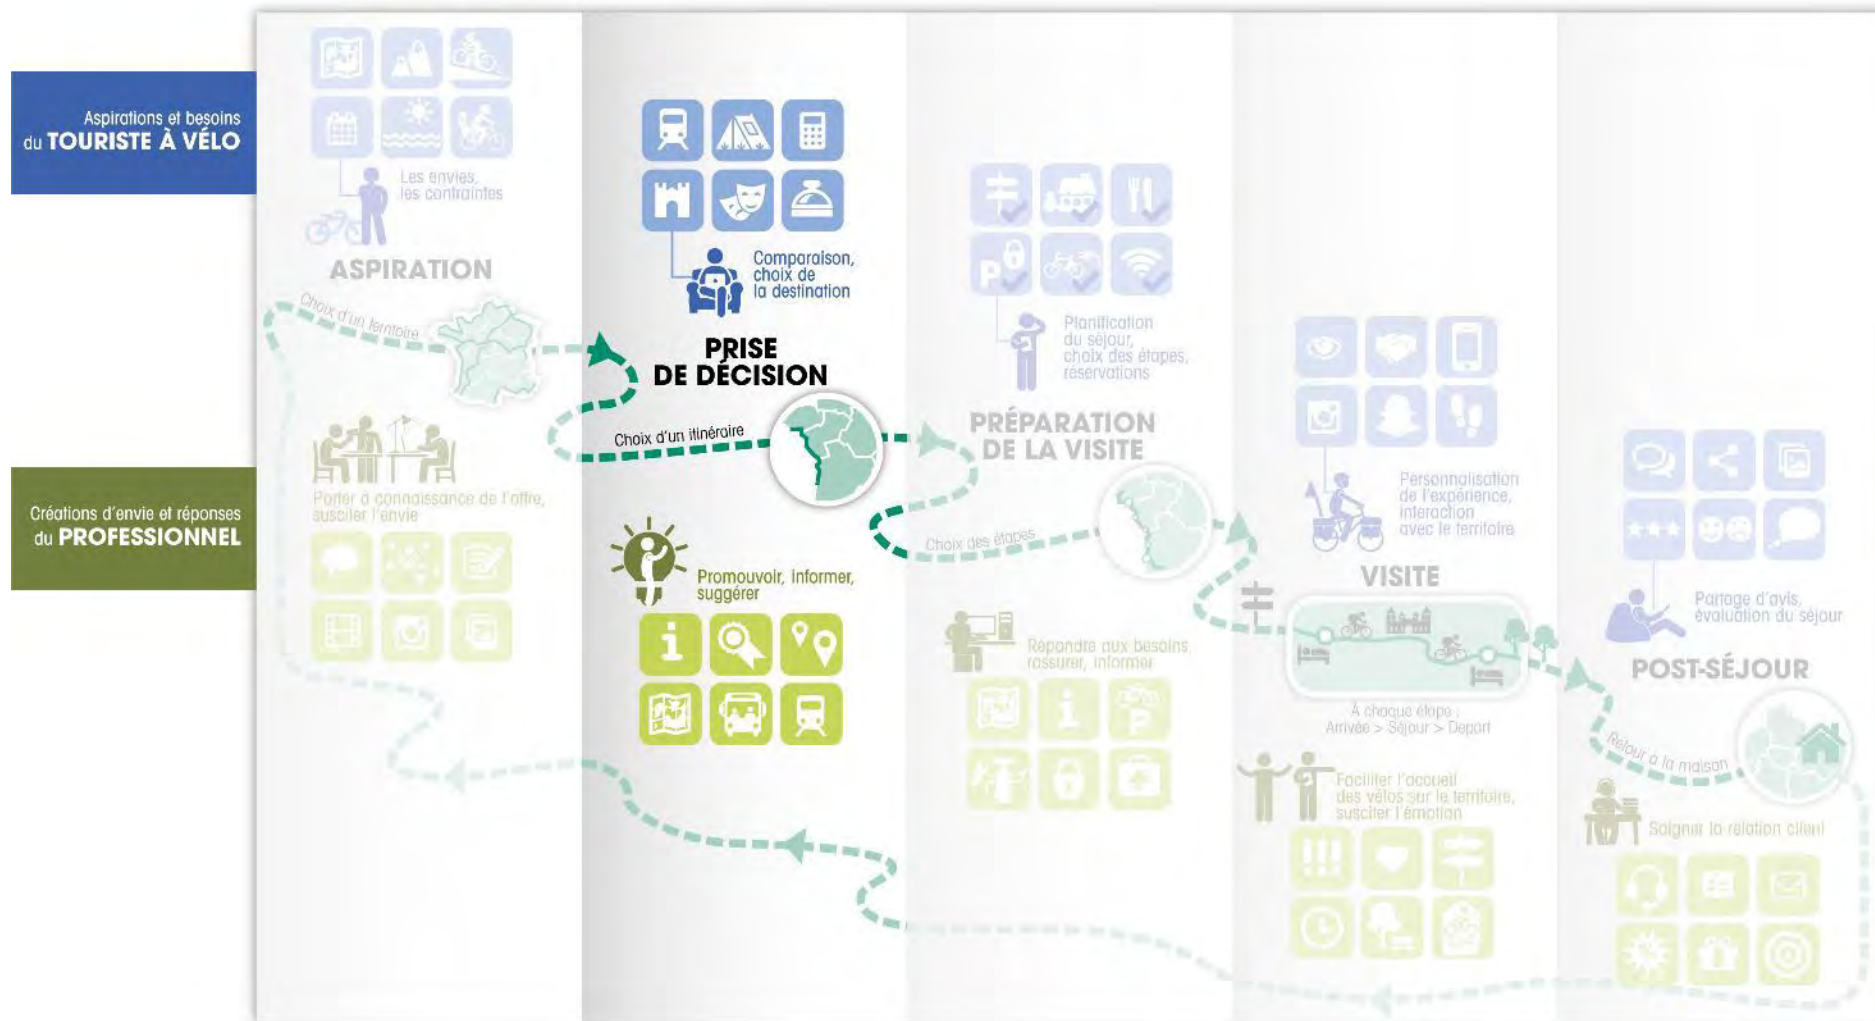 Aspirations et besoins
du TOURISTE À VÉLO
Les envies,
les contraintes
ASPIRATION
Choix d'un territoire
Porter à connaissance de l'offre,
susciter l'envie
Créations d'envie et réponses
du PROFESSIONNEL
Comparaison,
choix de
la destination
PRISE
DE DÉCISION
Choix d'un itinéraire
Promouvoir, informer,
suggérer
i
Planification
du séjour,
choix des étapes,
réservations
P
PRÉPARATION
DE LA VISITE
Choix des étapes
Répondre aux besoins,
rassurer, informer
i
P
Personnalisation
de l'expérience,
interaction
avec le territoire
VISITE
À chaque étape :
Arrivée > Séjour > Départ
Faciliter l'accueil
des vélos sur le territoire,
susciter l'émotion
Partage d'avis,
évaluation du séjour
POST-SÉJOUR
Retour à la maison
Soigner la relation client